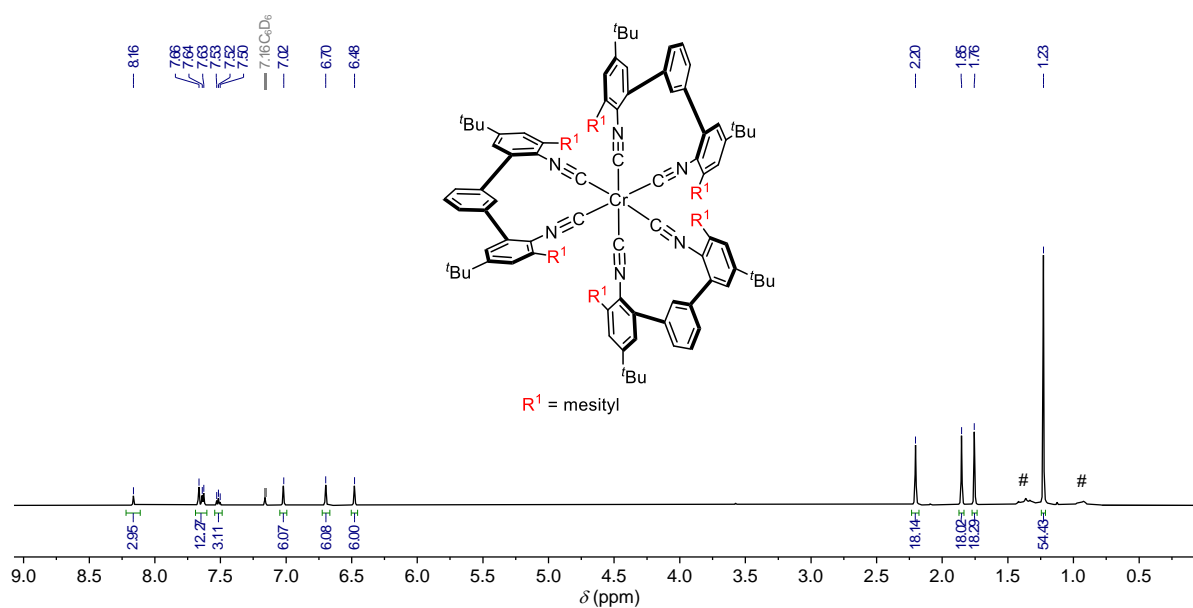 8.16
7.66
7.64
7.63
7.53
7.52
7.50
7.16 C6D6
7.02
6.70
6.48
2.20
1.85
1.76
1.23
tBu
R1
N
C
tBu
tBu
R1
N
C
C
N
R1
tBu
Cr
C
N
R1
tBu
C
N
R1
tBu
C
N
R1
tBu
R1 = mesityl
#
#
2.95
12.27
3.11
6.07
6.08
6.00
18.14
18.02
18.29
54.43
9.0 8.5 8.0 7.5 7.0 6.5 6.0 5.5 5.0 4.5 4.0 3.5 3.0 2.5 2.0 1.5 1.0 0.5
δ (ppm)